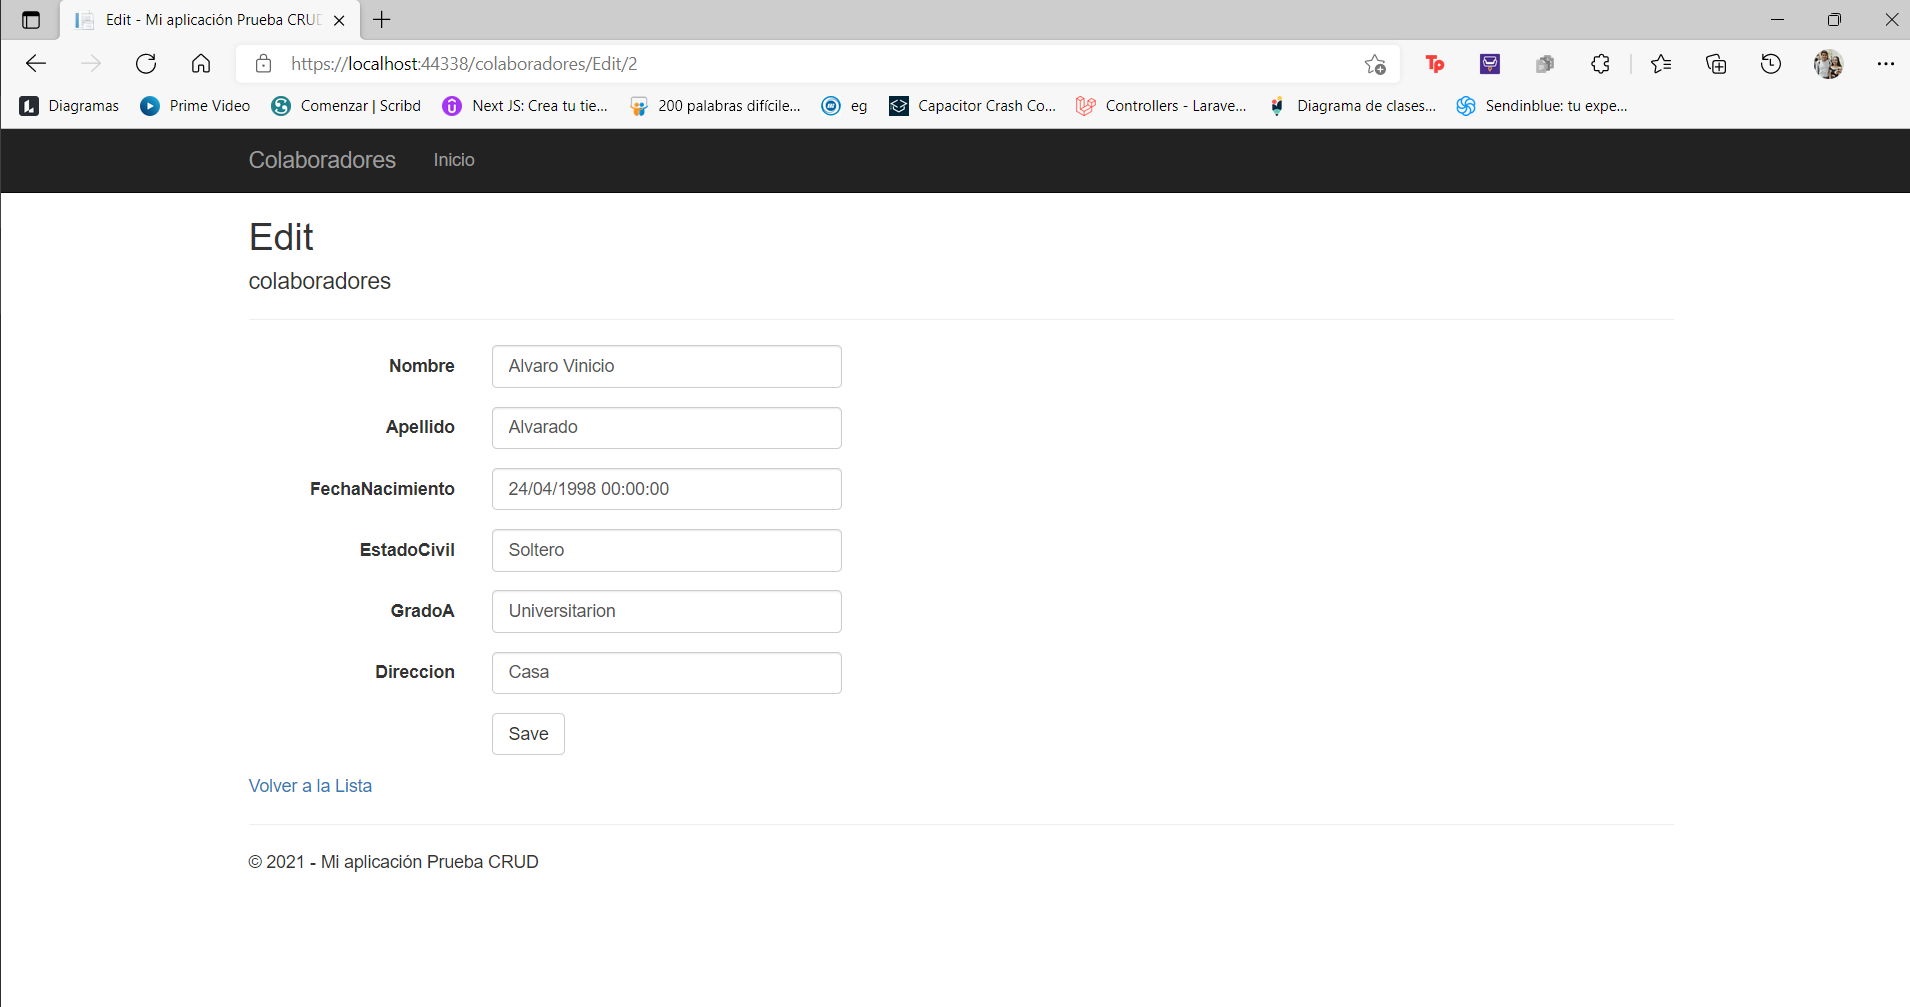 Edit - Mi aplicación Prueba CRUD
https://localhost:44338/colaboradores/Edit/2
Tp
Diagramas Prime Video Comenzar | Scribd Next JS: Crea tu tie... 200 palabras difícile... eg Capacitor Crash Co... Controllers - Larave... Diagrama de clases... Sendinblue: tu expe...
Colaboradores Inicio
Edit
colaboradores
Nombre Alvaro Vinicio
Apellido Alvarado
FechaNacimiento 24/04/1998 00:00:00
EstadoCivil Soltero
GradoA Universitarion
Direccion Casa
Save
Volver a la Lista
© 2021 - Mi aplicación Prueba CRUD